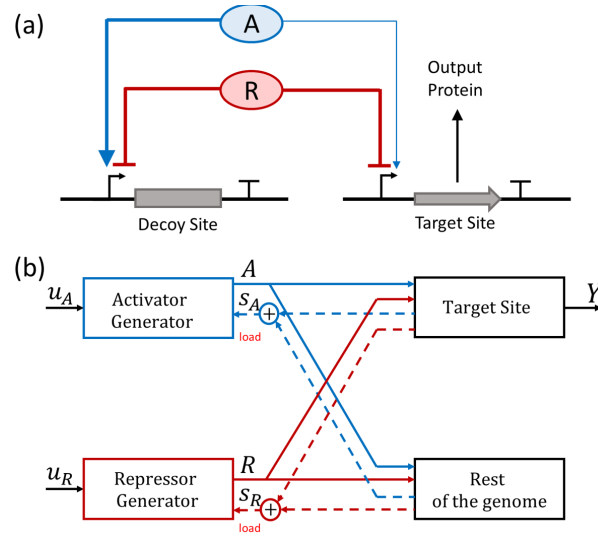 (a)
A
R
Output
Protein
Decoy Site
Target Site
(b)
u_A
Activator
Generator
A
s_A
+
load
Target Site
Y
u_R
Repressor
Generator
R
s_R
+
load
Rest
of the genome